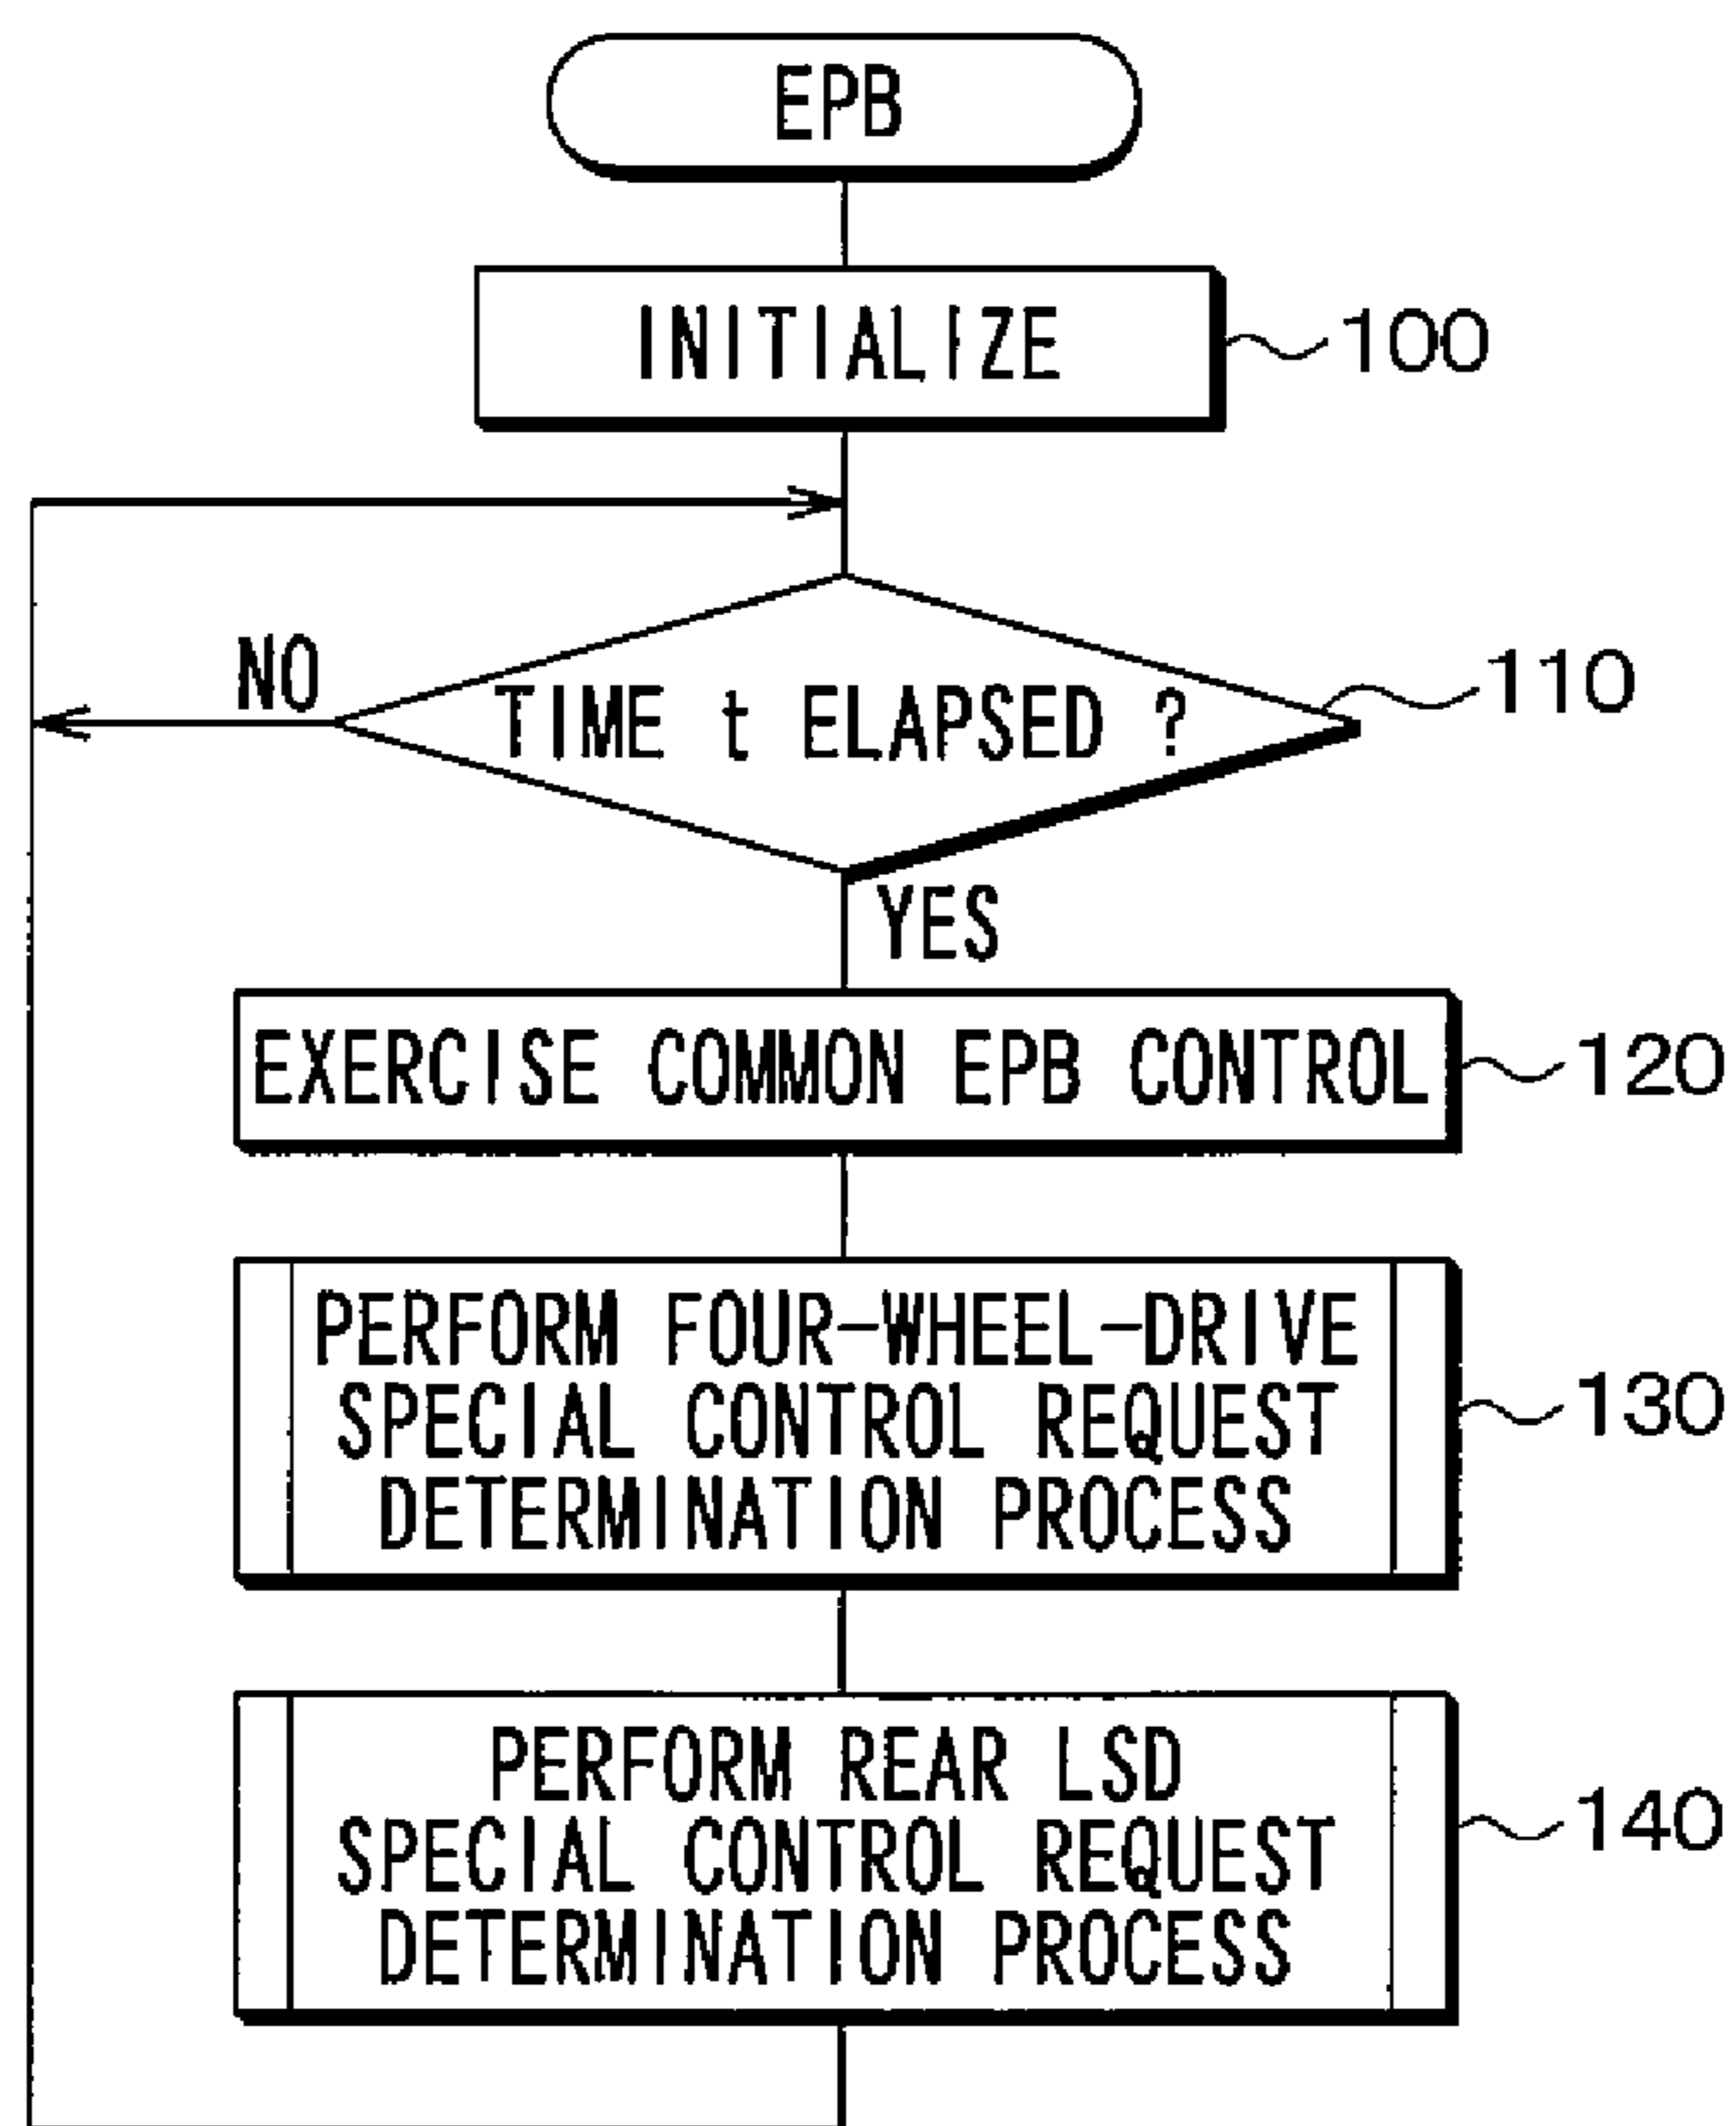 EPB
INITIALIZE
100
NO
TIME t ELAPSED ?
110
YES
EXERCISE COMMON EPB CONTROL
120
PERFORM FOUR-WHEEL-DRIVE
SPECIAL CONTROL REQUEST
DETERMINATION PROCESS
130
PERFORM REAR LSD
SPECIAL CONTROL REQUEST
DETERMINATION PROCESS
140